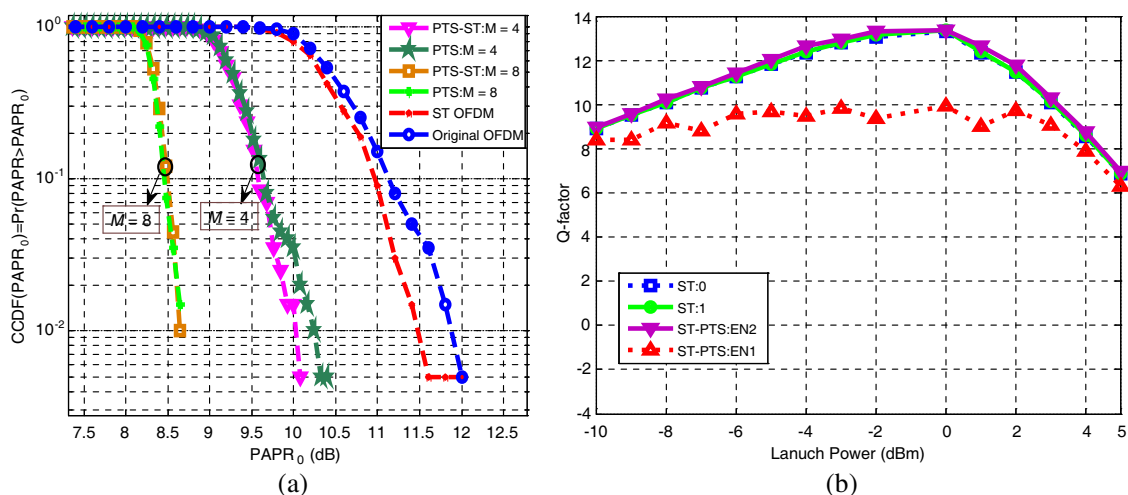 CCDF(PAPR0)=Pr(PAPR>PAPR0)
10^0
10^-1
10^-2
PTS-ST:M = 4
PTS:M = 4
PTS-ST:M = 8
PTS:M = 8
ST OFDM
Original OFDM
M = 8
M = 4
7.5 8 8.5 9 9.5 10 10.5 11 11.5 12 12.5
PAPR0 (dB)
(a)
Q-factor
14
12
10
8
6
4
2
0
-2
-4
ST:0
ST:1
ST-PTS:EN2
ST-PTS:EN1
-10 -8 -6 -4 -2 0 2 4 5
Lanuch Power (dBm)
(b)